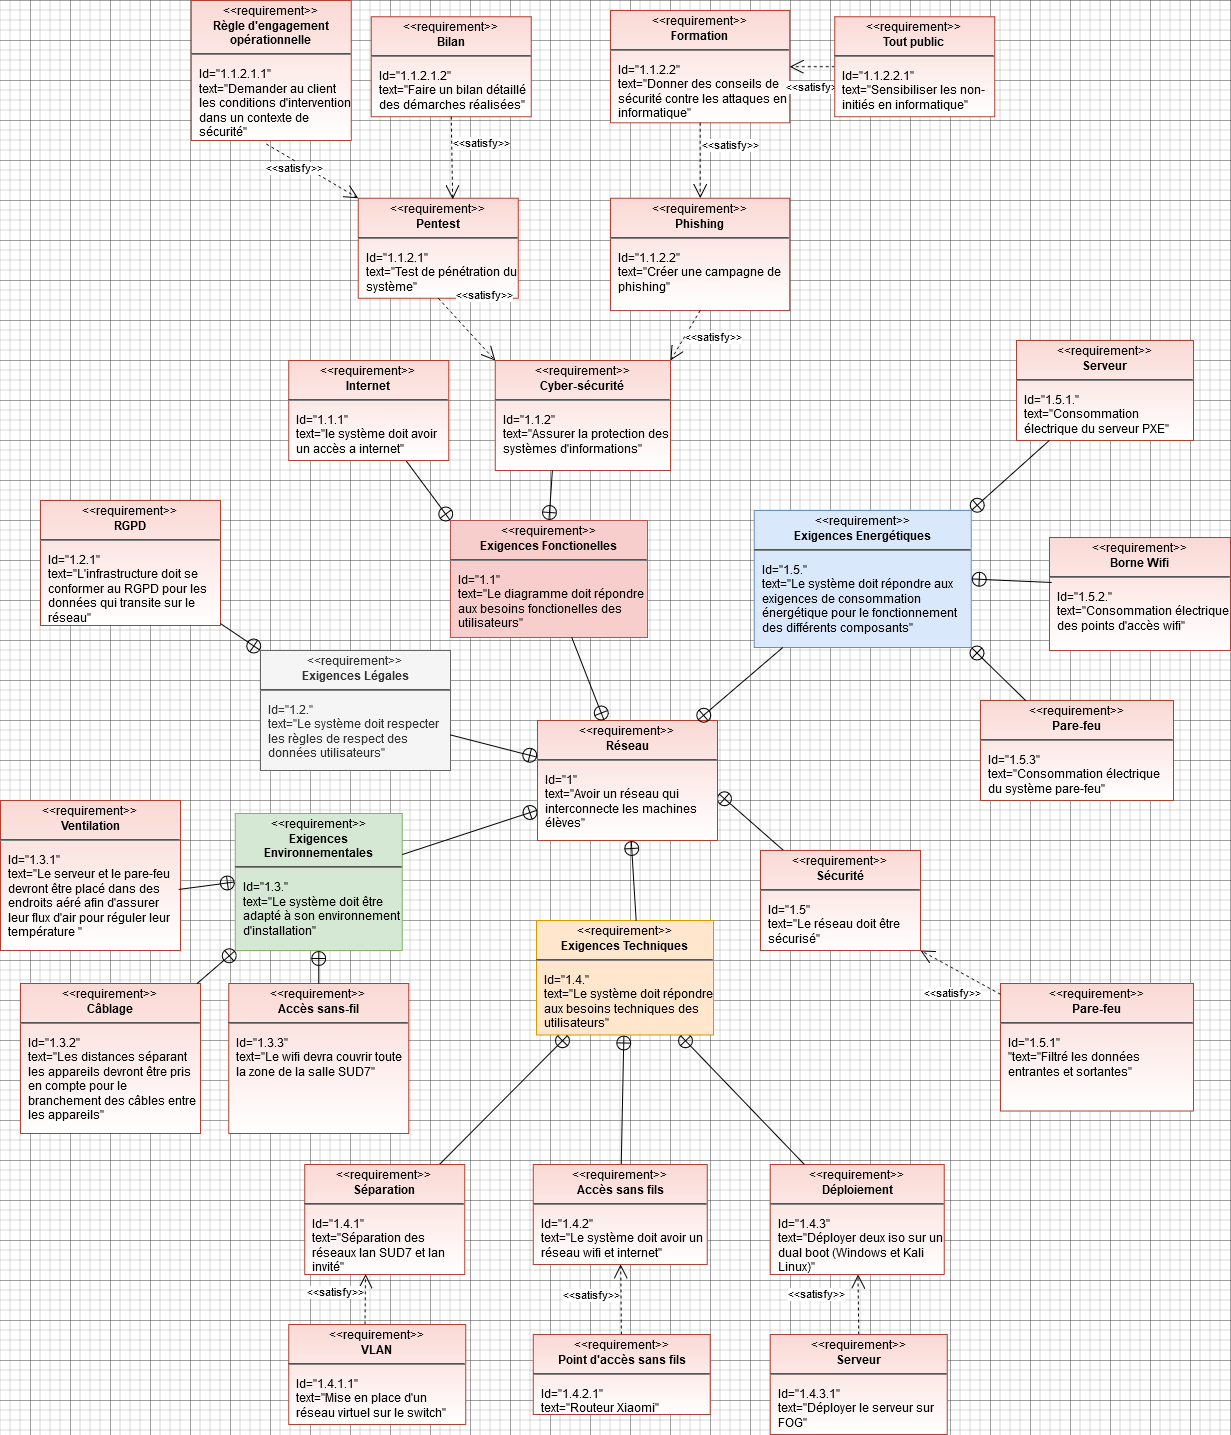 <<requirement>>
Règle d'engagement
opérationnelle
Id="1.1.2.1.1"
text="Demander au client
les conditions d'intervention
dans un contexte de
sécurité"
<<requirement>>
Bilan
Id="1.1.2.1.2"
text="Faire un bilan détaillé
des démarches réalisées"
<<requirement>>
Formation
Id="1.1.2.2"
text="Donner des conseils de
sécurité contre les attaques en
informatique"
<<satisfy>>
<<requirement>>
Tout public
Id="1.1.2.2.1"
text="Sensibiliser les non-
initiés en informatique"
<<satisfy>>
<<satisfy>>
<<satisfy>>
<<requirement>>
Pentest
Id="1.1.2.1"
text="Test de pénétration du
système"
<<satisfy>>
<<requirement>>
Phishing
Id="1.1.2.2"
text="Créer une campagne de
phishing"
<<satisfy>>
<<requirement>>
Internet
Id="1.1.1"
text="le système doit avoir
un accès a internet"
<<requirement>>
Cyber-sécurité
Id="1.1.2"
text="Assurer la protection des
systèmes d'informations"
<<requirement>>
Serveur
Id="1.5.1."
text="Consommation
électrique du serveur PXE"
<<requirement>>
RGPD
Id="1.2.1"
text="L'infrastructure doit se
conformer au RGPD pour les
données qui transite sur le
réseau"
<<requirement>>
Exigences Fonctionelles
Id="1.1"
text="Le diagramme doit répondre
aux besoins fonctionelles des
utilisateurs"
<<requirement>>
Exigences Energétiques
Id="1.5."
text="Le système doit répondre aux
exigences de consommation
énergétique pour le fonctionnement
des différents composants"
<<requirement>>
Borne Wifi
Id="1.5.2."
text="Consommation électrique
des points d'accès wifi"
<<requirement>>
Exigences Légales
Id="1.2."
text="Le système doit respecter
les règles de respect des
données utilisateurs"
<<requirement>>
Réseau
Id="1"
text="Avoir un réseau qui
interconnecte les machines
élèves"
<<requirement>>
Pare-feu
Id="1.5.3"
text="Consommation électrique
du système pare-feu"
<<requirement>>
Ventilation
Id="1.3.1"
text="Le serveur et le pare-feu
devront être placé dans des
endroits aéré afin d'assurer
leur flux d'air pour réguler leur
température "
<<requirement>>
Exigences
Environnementales
Id="1.3."
text="Le système doit être
adapté à son environnement
d'installation"
<<requirement>>
Sécurité
Id="1.5"
text="Le réseau doit être
sécurisé"
<<requirement>>
Exigences Techniques
Id="1.4."
text="Le système doit répondre
aux besoins techniques des
utilisateurs"
<<satisfy>>
<<requirement>>
Câblage
Id="1.3.2"
text="Les distances séparant
les appareils devront être pris
en compte pour le
branchement des câbles entre
les appareils"
<<requirement>>
Accès sans-fil
Id="1.3.3"
text="Le wifi devra couvrir toute
la zone de la salle SUD7"
<<requirement>>
Pare-feu
Id="1.5.1"
"text="Filtré les données
entrantes et sortantes"
<<requirement>>
Séparation
Id="1.4.1"
text="Séparation des
réseaux lan SUD7 et lan
invité"
<<requirement>>
Accès sans fils
Id="1.4.2"
text="Le système doit avoir un
réseau wifi et internet"
<<requirement>>
Déploiement
Id="1.4.3"
text="Déployer deux iso sur un
dual boot (Windows et Kali
Linux)"
<<satisfy>>
<<satisfy>>
<<satisfy>>
<<requirement>>
VLAN
Id="1.4.1.1"
text="Mise en place d'un
réseau virtuel sur le switch"
<<requirement>>
Point d'accès sans fils
Id="1.4.2.1"
text="Routeur Xiaomi"
<<requirement>>
Serveur
Id="1.4.3.1"
text="Déployer le serveur sur
FOG"